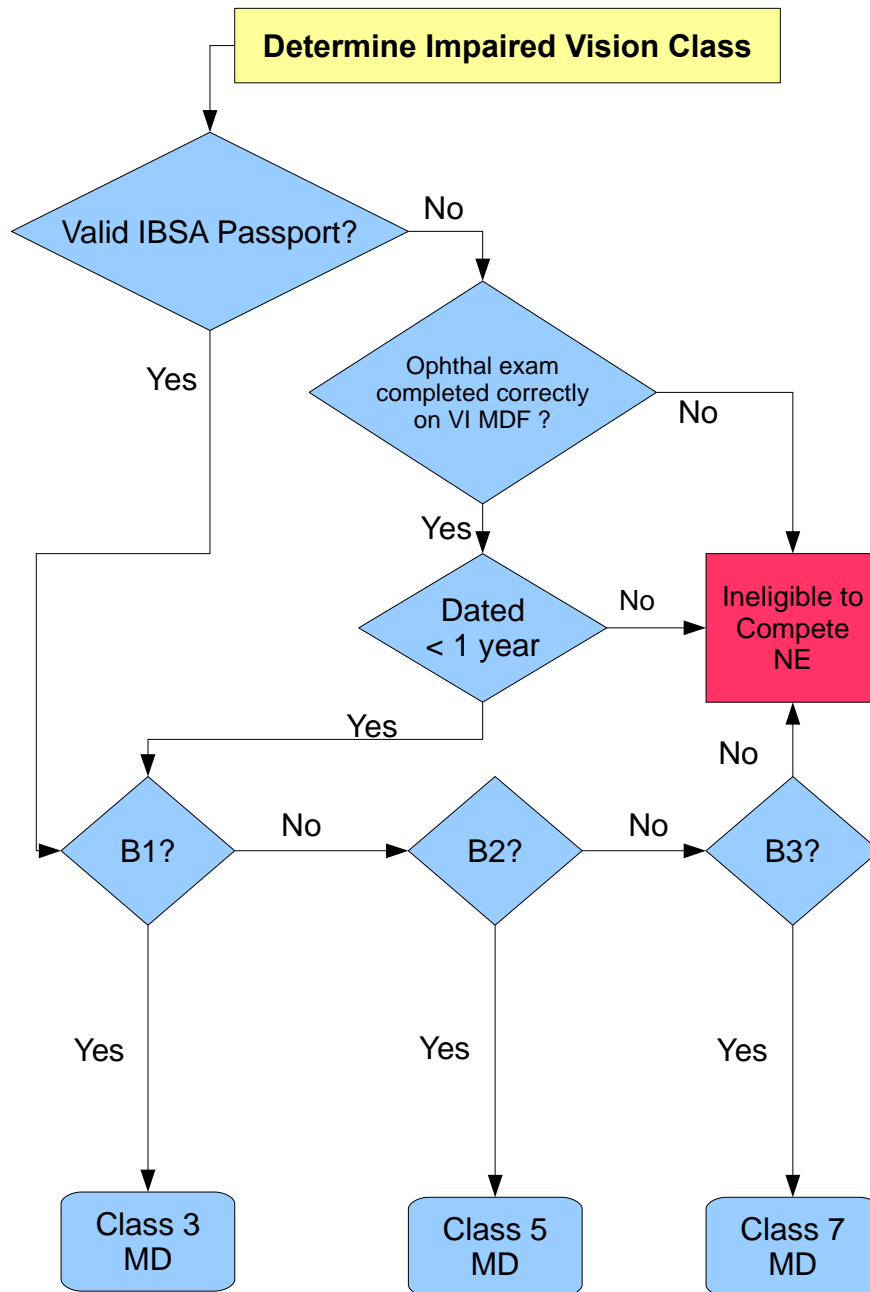 Determine Impaired Vision Class
Valid IBSA Passport?
No
Yes
Ophthal exam
completed correctly
on VI MDF ?
No
Yes
Dated
< 1 year
No
Ineligible to
Compete
NE
Yes
No
B1?
No
B2?
No
B3?
Yes
Yes
Yes
Class 3
MD
Class 5
MD
Class 7
MD